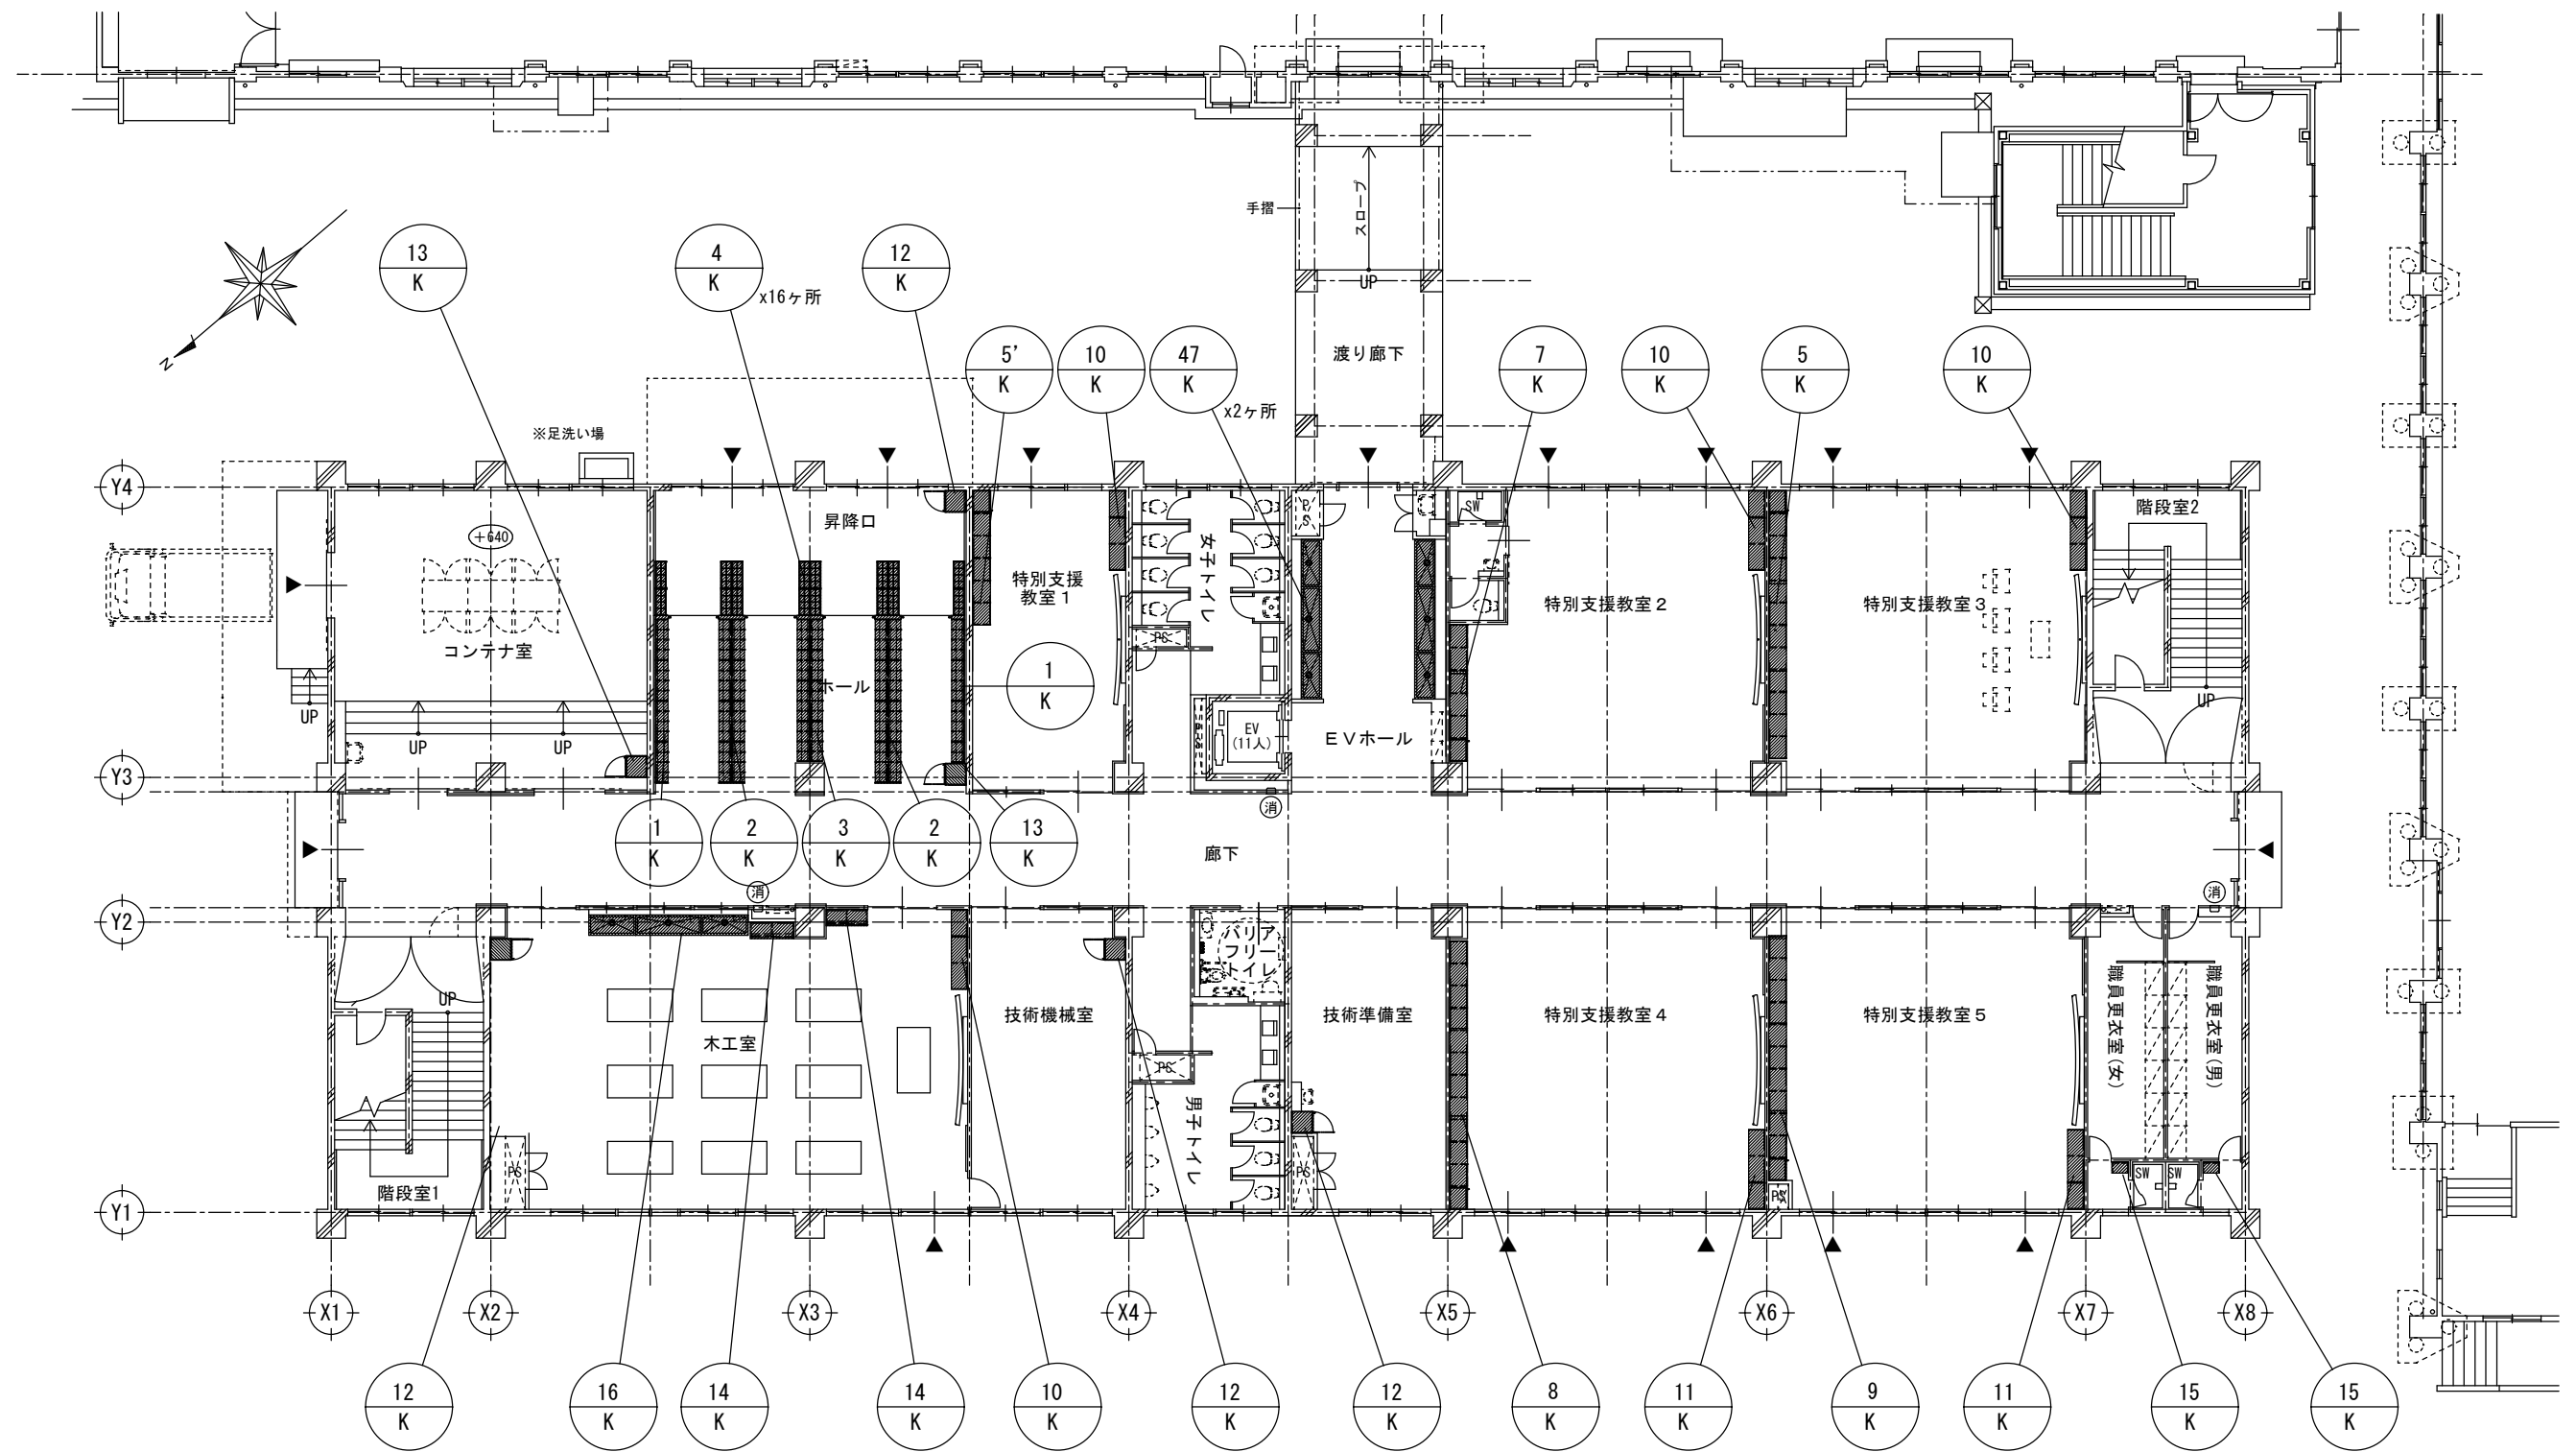 手摺
スロープ
UP
渡り廊下
N
13
K
4
K
x16ヶ所
12
K
5'
K
10
K
47
K
x2ヶ所
7
K
10
K
5
K
10
K
※足洗い場
Y4
+640
昇降口
特別支援
教室1
女子トイレ
PS
SW
特別支援教室2
特別支援教室3
階段室2
コンテナ室
ホール
1
K
PS
EV
(11人)
EVホール
UP
UP
UP
UP
Y3
消
1
K
2
K
3
K
2
K
13
K
廊下
消
消
Y2
バリア
フリー
トイレ
UP
木工室
技術機械室
技術準備室
特別支援教室4
特別支援教室5
職員更衣室(女)
職員更衣室(男)
PS
男子トイレ
PS
PS
PS
SW
SW
階段室1
Y1
X1
X2
X3
X4
X5
X6
X7
X8
12
K
16
K
14
K
14
K
10
K
12
K
12
K
8
K
11
K
9
K
11
K
15
K
15
K